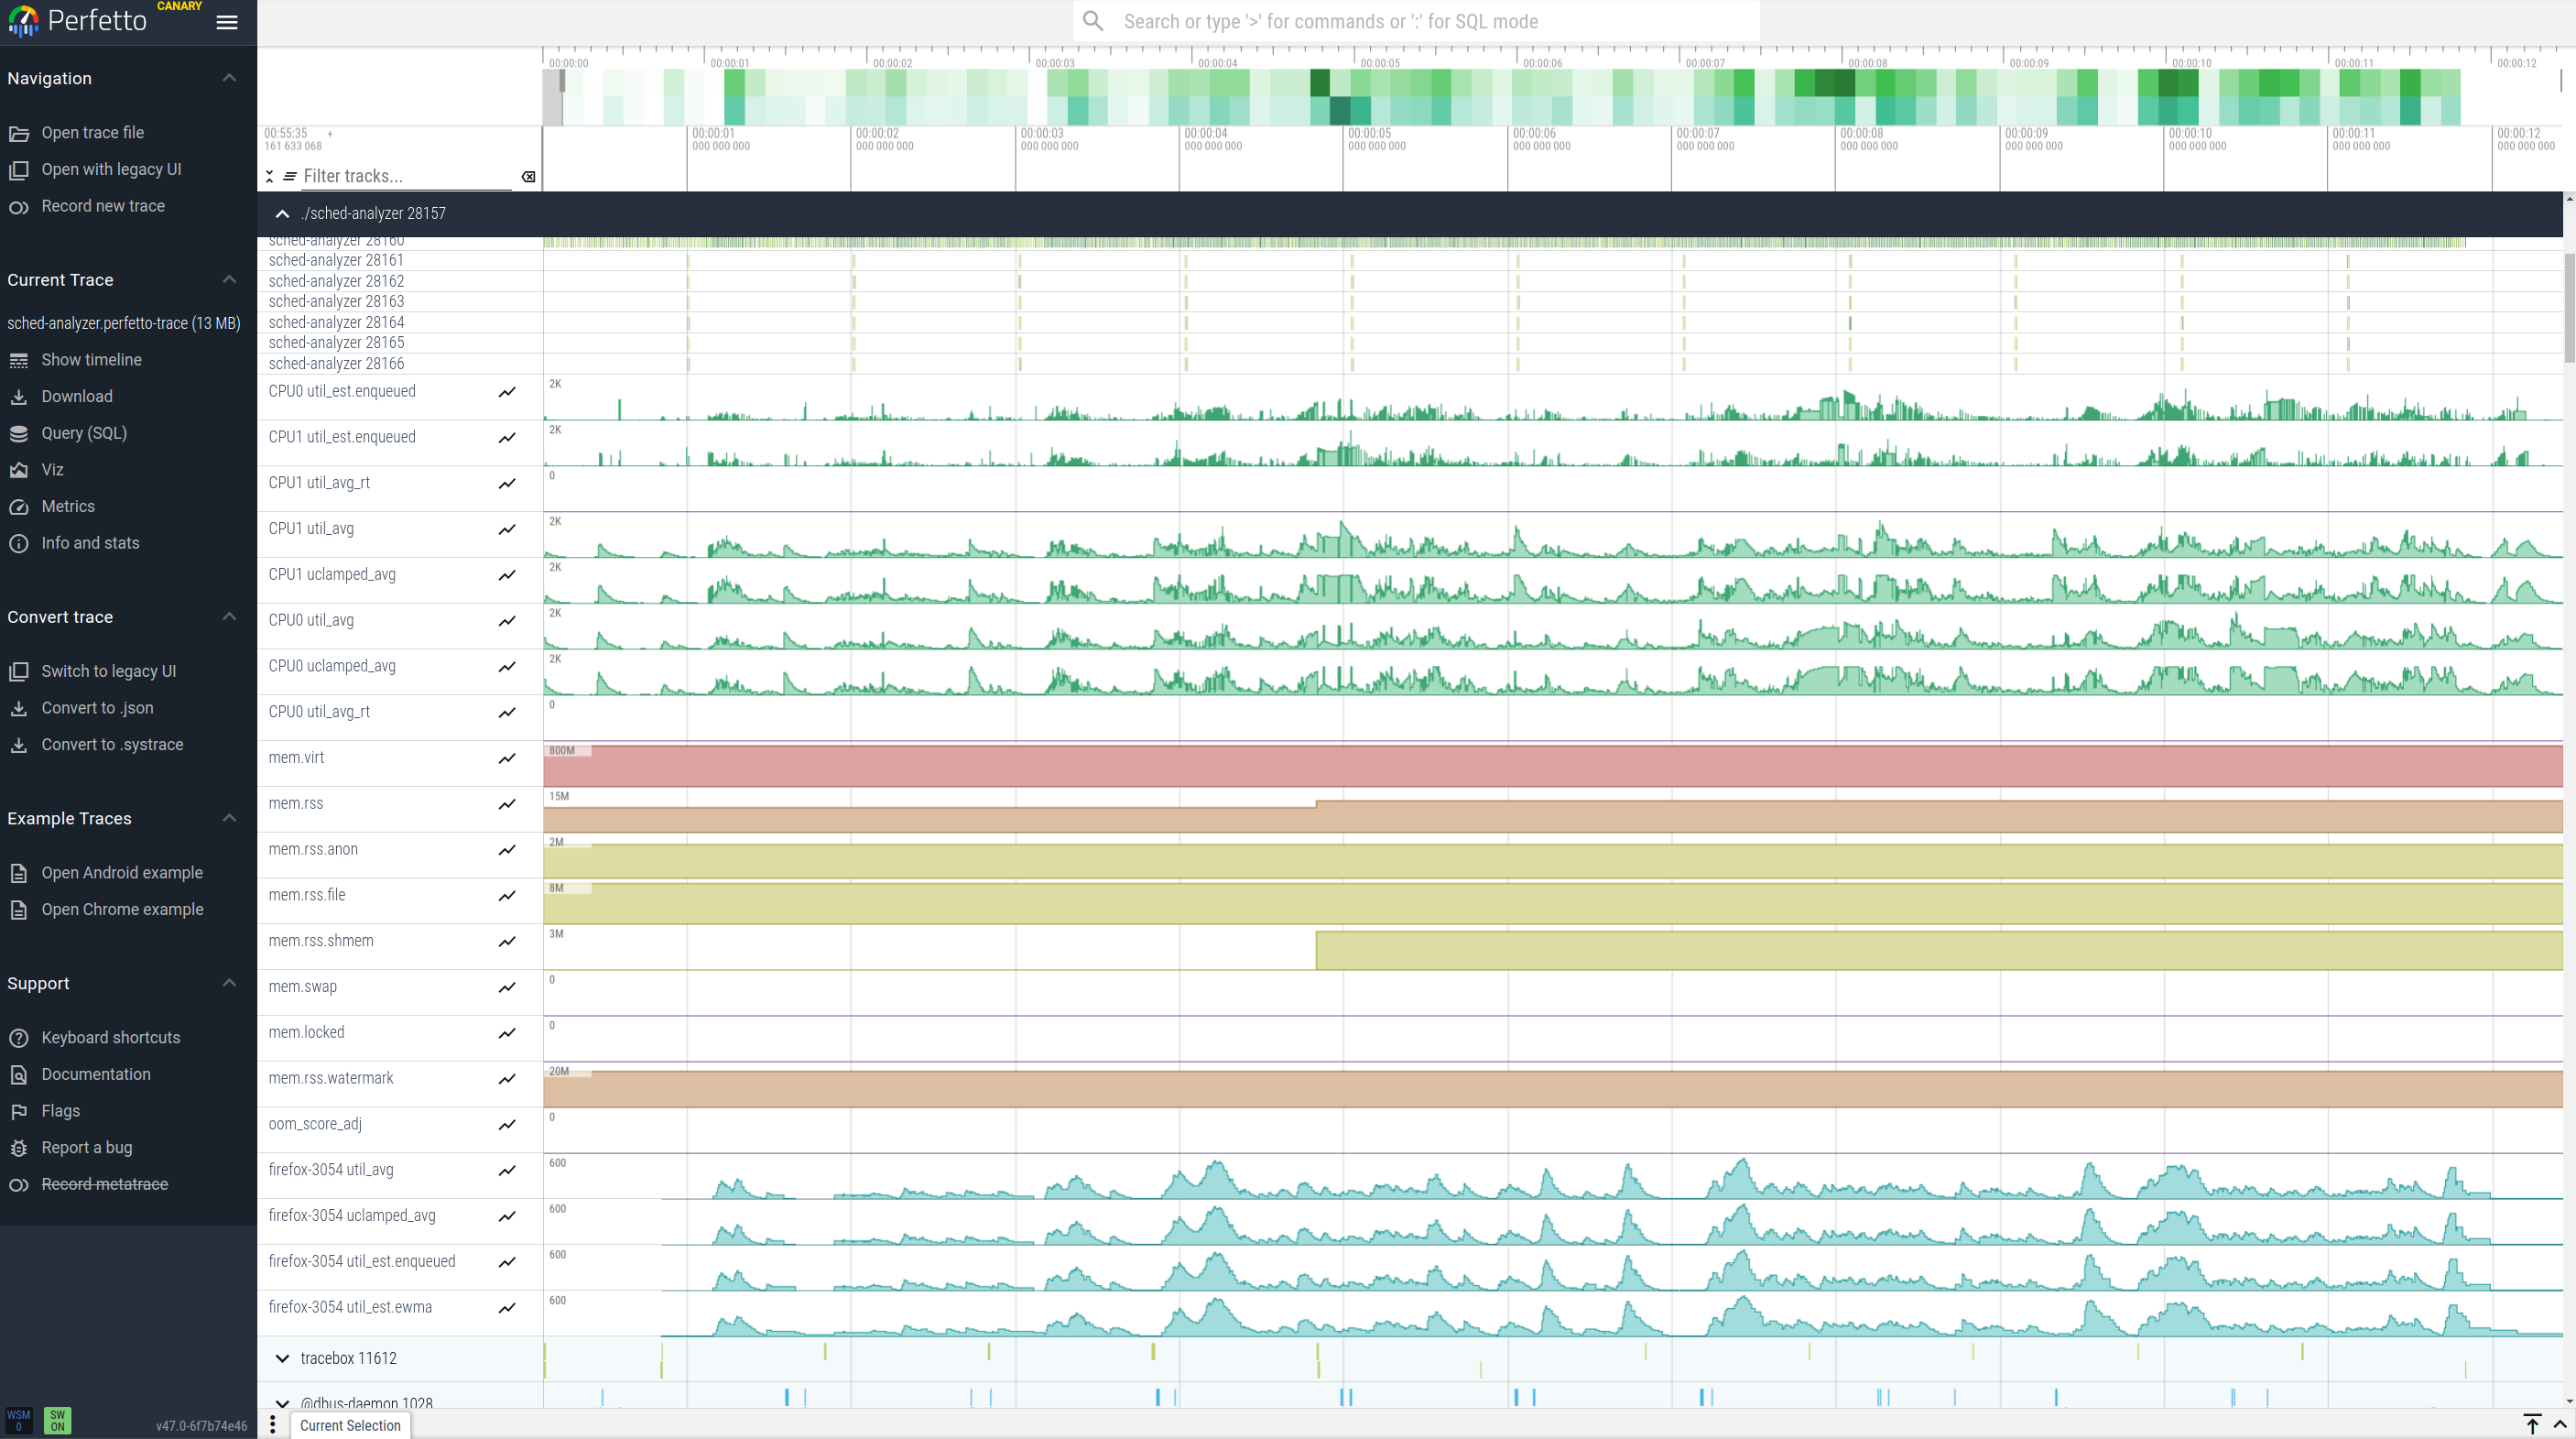 Perfetto
CANARY
Search or type '>' for commands or ':' for SQL mode
Navigation
Open trace file
Open with legacy UI
Record new trace
Current Trace
sched-analyzer.perfetto-trace (13 MB)
Show timeline
Download
Query (SQL)
Viz
Metrics
Info and stats
Convert trace
Switch to legacy UI
Convert to .json
Convert to .systrace
Example Traces
Open Android example
Open Chrome example
Support
Keyboard shortcuts
Documentation
Flags
Report a bug
Record metatrace
WSM
0
SW
ON
v47.0-6f7b74e46
00:00:00 00:00:01 00:00:02 00:00:03 00:00:04 00:00:05 00:00:06 00:00:07 00:00:08 00:00:09 00:00:10 00:00:11 00:00:12
00:55:35 + 00:00:01 00:00:02 00:00:03 00:00:04 00:00:05 00:00:06 00:00:07 00:00:08 00:00:09 00:00:10 00:00:11 00:00:12
161 633 068 000 000 000 000 000 000 000 000 000 000 000 000 000 000 000 000 000 000 000 000 000 000 000 000 000 000 000 000 000 000 000 000 000 000 000 000
Filter tracks...
./sched-analyzer 28157
sched-analyzer 28160
sched-analyzer 28161
sched-analyzer 28162
sched-analyzer 28163
sched-analyzer 28164
sched-analyzer 28165
sched-analyzer 28166
CPU0 util_est.enqueued 2K
CPU1 util_est.enqueued 2K
CPU1 util_avg_rt 0
CPU1 util_avg 2K
CPU1 uclamped_avg 2K
CPU0 util_avg 2K
CPU0 uclamped_avg 2K
CPU0 util_avg_rt 0
mem.virt 800M
mem.rss 15M
mem.rss.anon 2M
mem.rss.file 8M
mem.rss.shmem 3M
mem.swap 0
mem.locked 0
mem.rss.watermark 20M
oom_score_adj 0
firefox-3054 util_avg 600
firefox-3054 uclamped_avg 600
firefox-3054 util_est.enqueued 600
firefox-3054 util_est.ewma 600
tracebox 11612
@dbus-daemon 1028
Current Selection